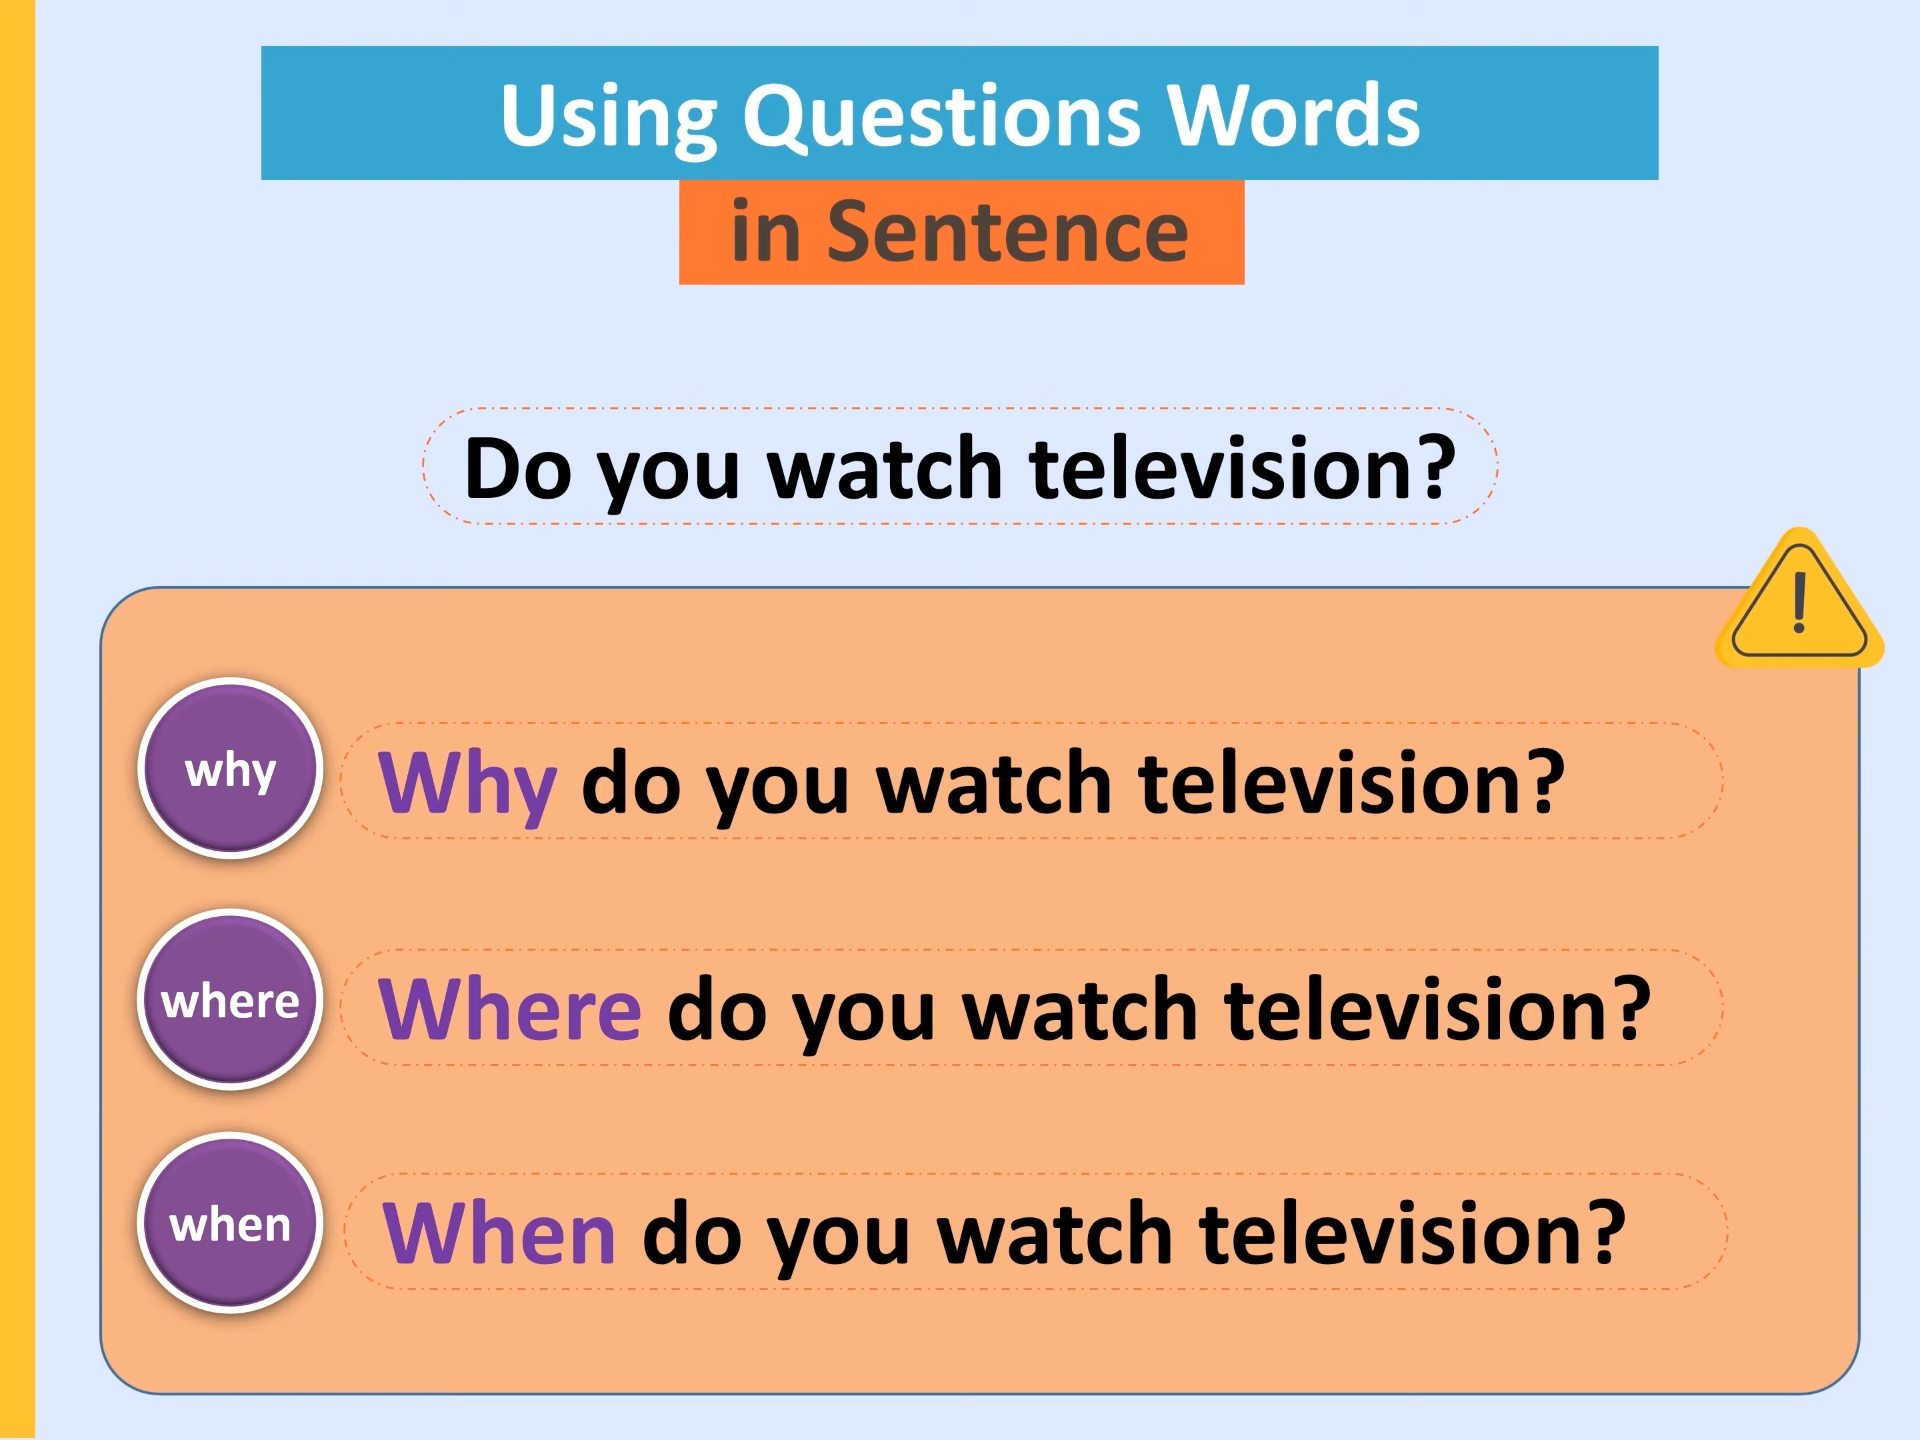 Using Questions Words
in Sentence
Do you watch television?
why
Why do you watch television?
where
Where do you watch television?
when
When do you watch television?